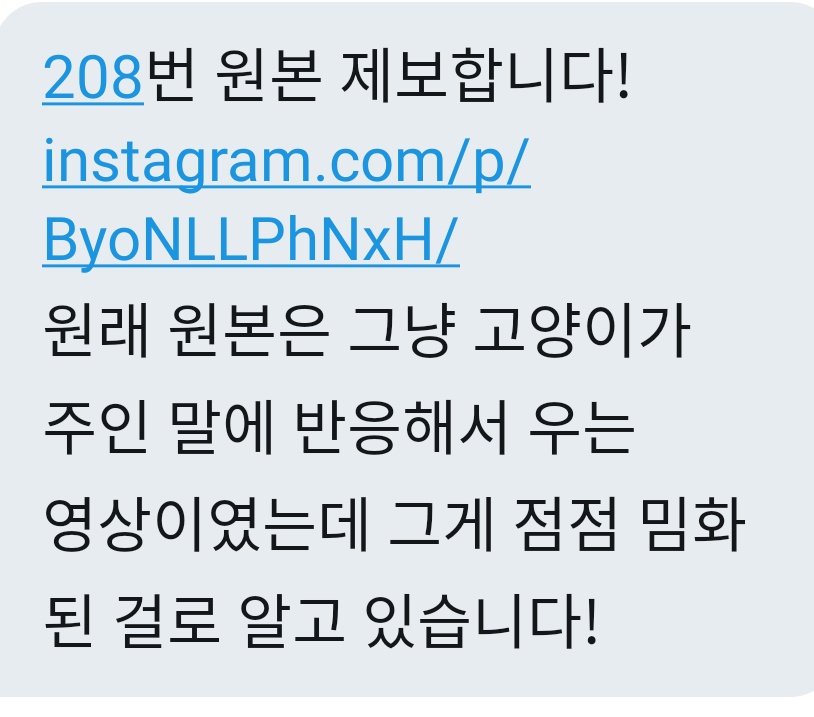 208번 원본 제보합니다!
instagram.com/p/
ByoNLLPhNxH/
원래 원본은 그냥 고양이가
주인 말에 반응해서 우는
영상이였는데 그게 점점 밈화
된 걸로 알고 있습니다!